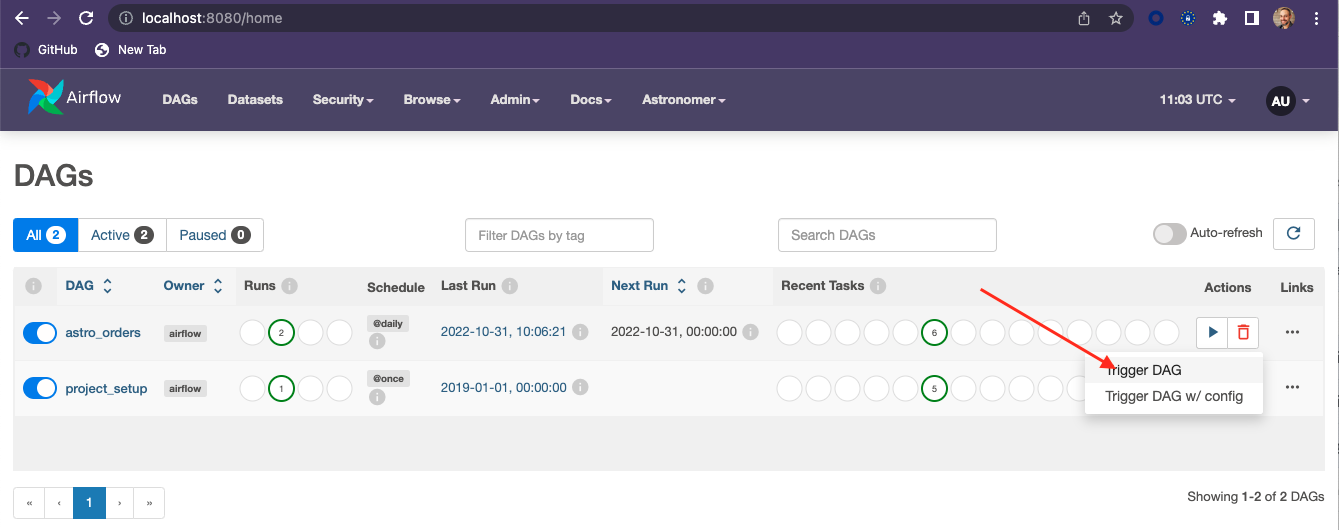 localhost:8080/home
GitHub New Tab
Airflow DAGs Datasets Security Browse Admin Docs Astronomer 11:03 UTC AU
DAGs
All 2 Active 2 Paused 0 Filter DAGs by tag Search DAGs Auto-refresh
i DAG Owner Runs i Schedule Last Run i Next Run i Recent Tasks i Actions Links
astro_orders airflow 2 @daily i 2022-10-31, 10:06:21 i 2022-10-31, 00:00:00 i 6 ...
Trigger DAG
project_setup airflow 1 @once i 2019-01-01, 00:00:00 i 5 ...
Trigger DAG w/ config
« ‹ 1 › » Showing 1-2 of 2 DAGs